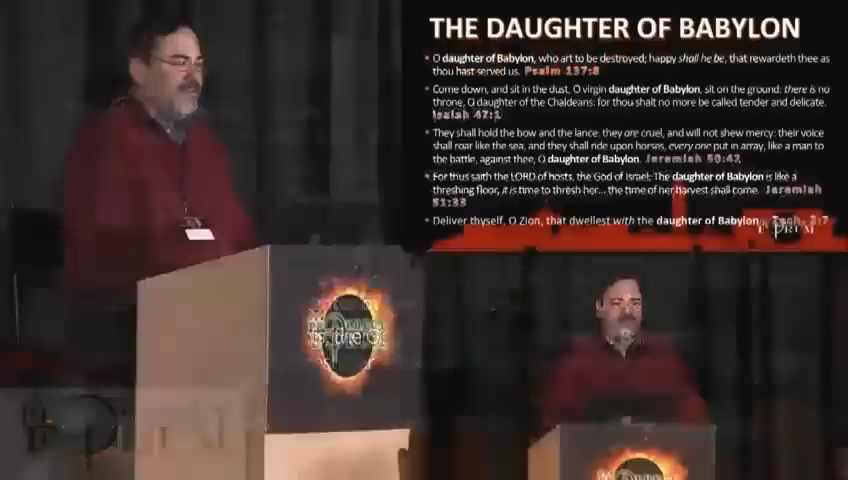 THE DAUGHTER OF BABYLON
• O daughter of Babylon, who art to be destroyed; happy shall he be, that rewardeth thee as
thou hast served us. Psalm 137:8
• Come down, and sit in the dust, O virgin daughter of Babylon, sit on the ground: there is no
throne, O daughter of the Chaldeans: for thou shalt no more be called tender and delicate.
Isaiah 47:1
• They shall hold the bow and the lance: they are cruel, and will not shew mercy: their voice
shall roar like the sea, and they shall ride upon horses, every one put in array, like a man to
the battle, against thee, O daughter of Babylon. Jeremiah 50:42
• For thus saith the LORD of hosts, the God of Israel; The daughter of Babylon is like a
threshing floor, it is time to thresh her... the time of her harvest shall come. Jeremiah
51:33
• Deliver thyself, O Zion, that dwellest with the daughter of Babylon. Zech. 2:7